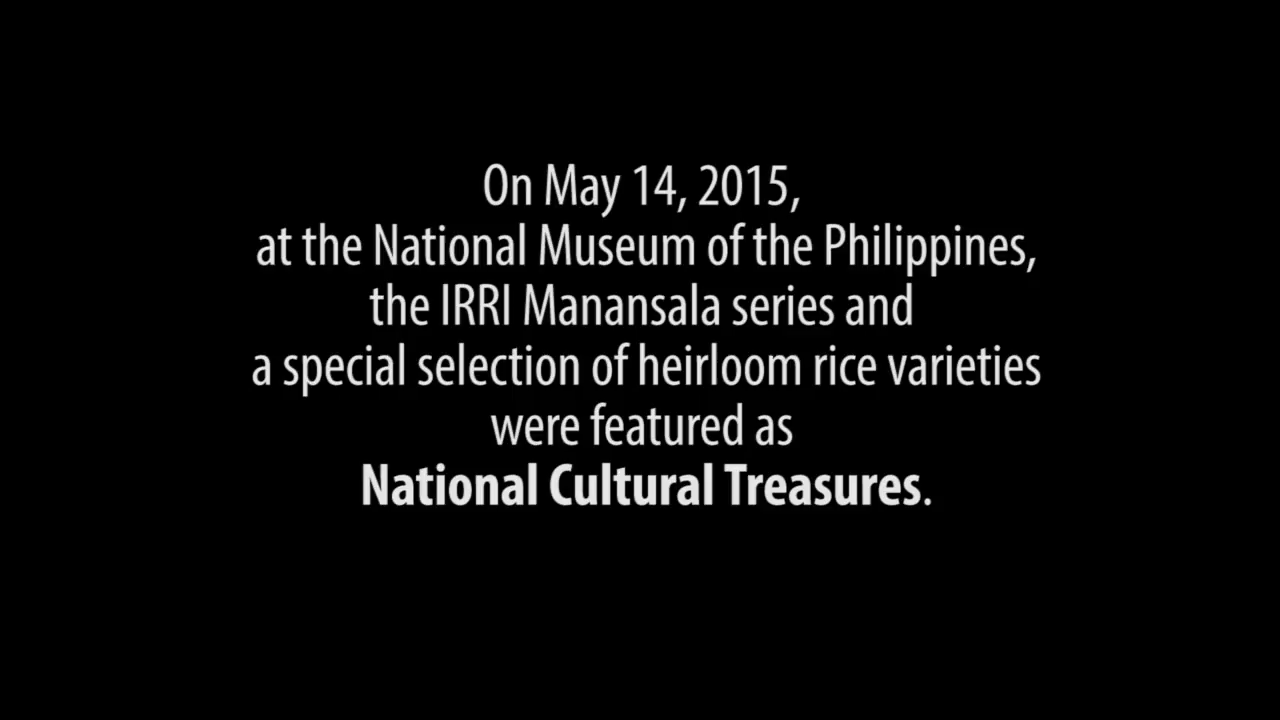 On May 14, 2015,
at the National Museum of the Philippines,
the IRRI Manansala series and
a special selection of heirloom rice varieties
were featured as
National Cultural Treasures.